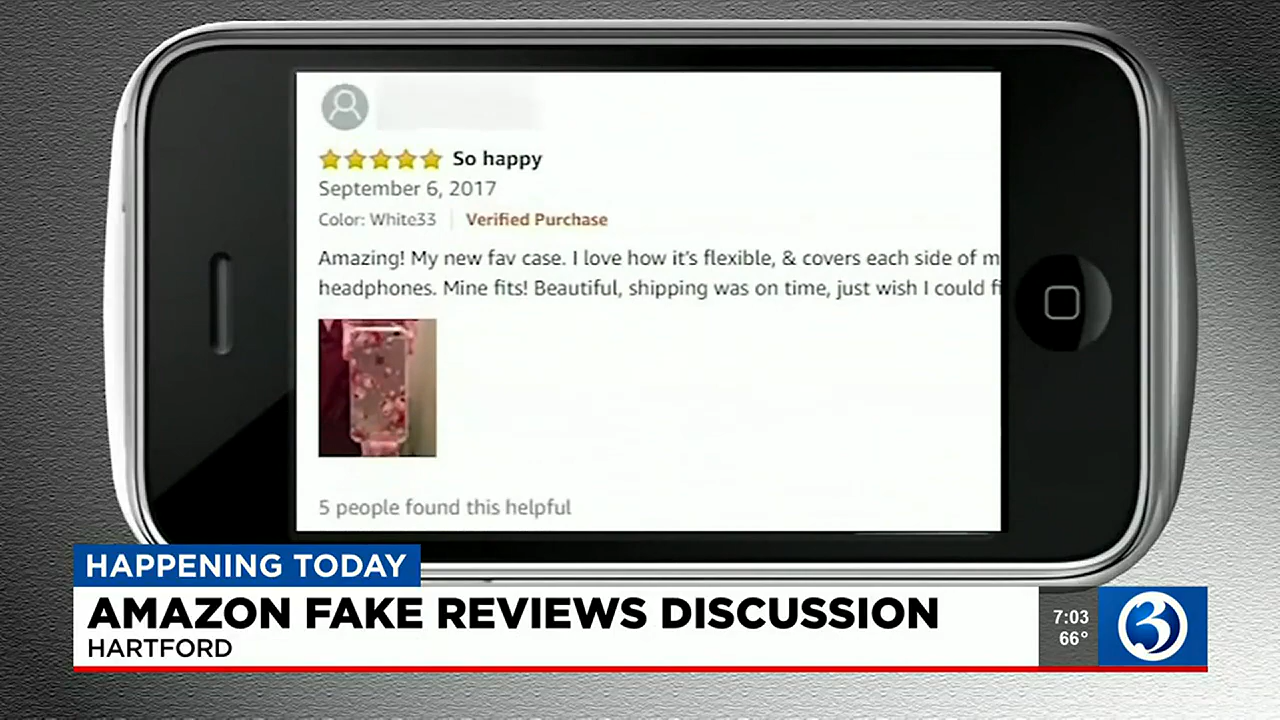 So happy
September 6, 2017
Color: White33 | Verified Purchase
Amazing! My new fav case. I love how it's flexible, & covers each side of m
headphones. Mine fits! Beautiful, shipping was on time, just wish I could fi
5 people found this helpful
HAPPENING TODAY
AMAZON FAKE REVIEWS DISCUSSION
HARTFORD
7:03
66°
3